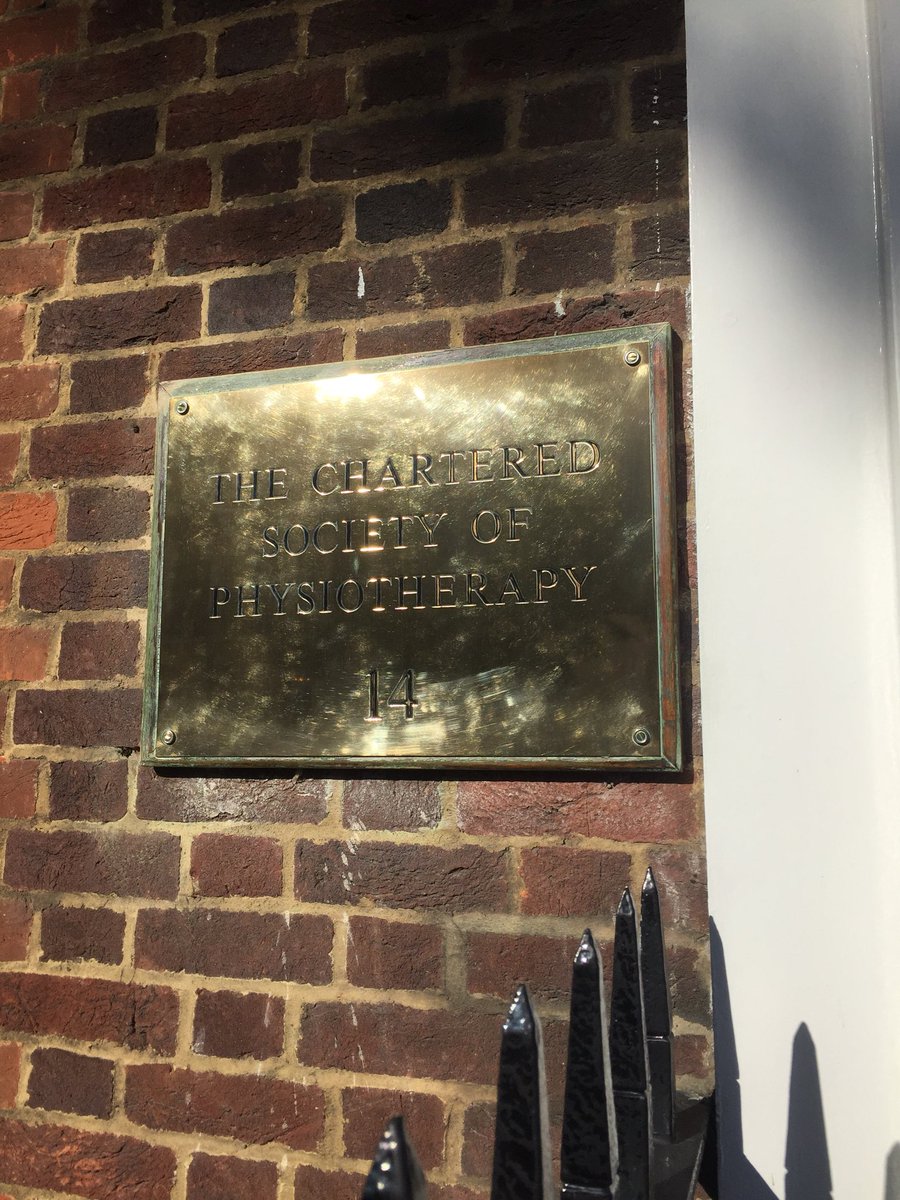 THE CHARTERED
SOCIETY OF
PHYSIOTHERAPY
14